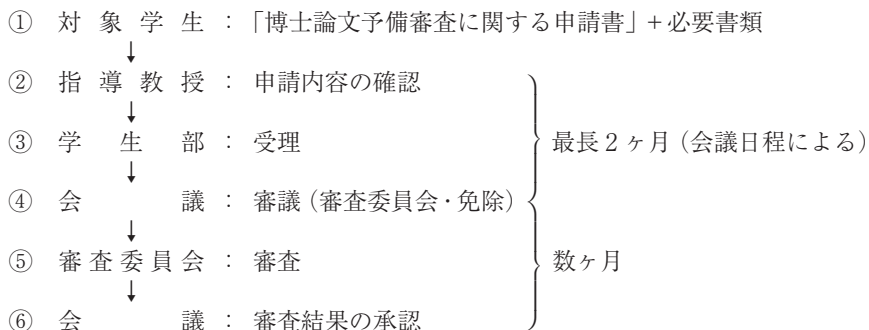 ① 対象学生：「博士論文予備審査に関する申請書」+必要書類
↓
② 指導教授：申請内容の確認
↓
③ 学生部：受理
最長2ヶ月（会議日程による）
↓
④ 会議：審議（審査委員会・免除）
↓
⑤ 審査委員会：審査
数ヶ月
↓
⑥ 会議：審査結果の承認